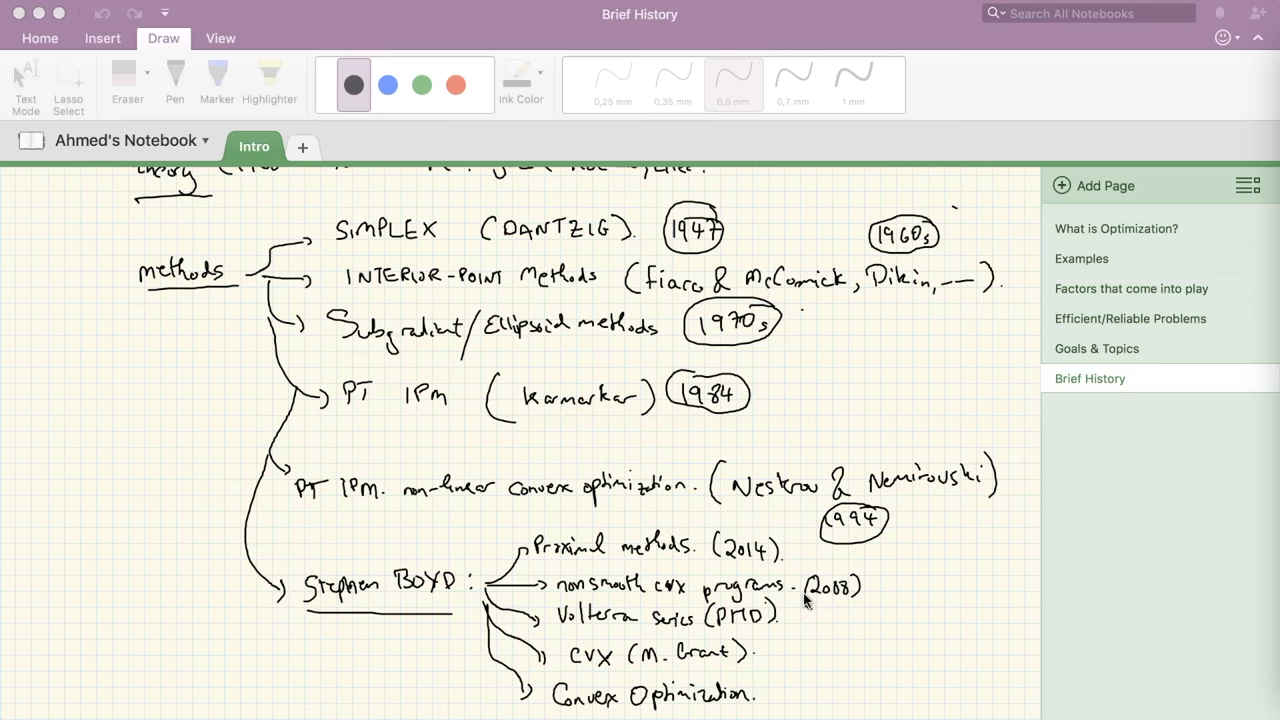 Brief History
Search All Notebooks
Home Insert Draw View
Text Mode
Lasso Select
Eraser
Pen
Marker
Highlighter
Ink Color
0,25 mm 0,35 mm 0,5 mm 0,7 mm 1 mm
Ahmed's Notebook
Intro
Add Page
What is Optimization?
Examples
Factors that come into play
Efficient/Reliable Problems
Goals & Topics
Brief History
theory
methods
SIMPLEX (DANTZIG). 1947
1960s
INTERIOR-POINT Methods (Fiaco & McComick, Dikin, ---).
Subgradient/Ellipsoid methods 1970s
PT IPM (Karmarkar) 1984
PT IPM. non-linear convex optimization. (Nesterov & Nemirovski)
1994
Stephen BOYD:
Proximal methods. (2014).
nonsmooth cvx programs. (2008)
Volterra series (PHD).
CVX (M. Grant).
Convex Optimization.